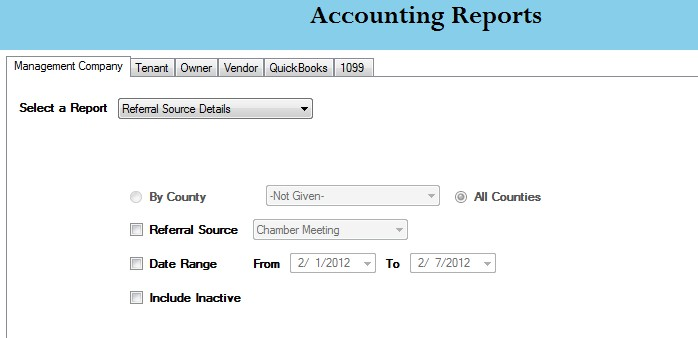 Accounting Reports
Management Company Tenant Owner Vendor QuickBooks 1099
Select a Report Referral Source Details
By County -Not Given- All Counties
Referral Source Chamber Meeting
Date Range From 2/ 1/2012 To 2/ 7/2012
Include Inactive